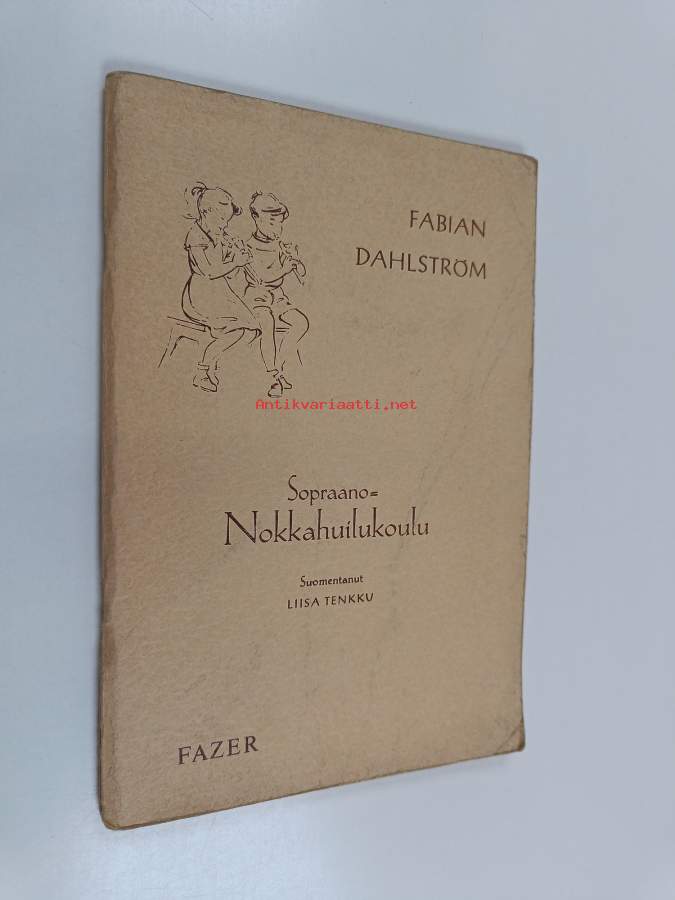 FABIAN
DAHLSTRÖM
Antikvariaatti.net
Sopraano=
Nokkahuilukoulu
Suomentanut
LIISA TENKKU
FAZER